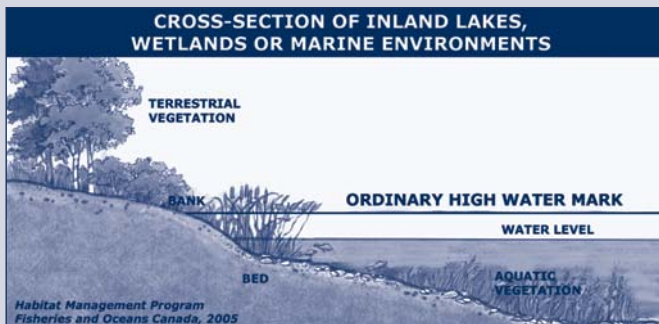 CROSS-SECTION OF INLAND LAKES,
WETLANDS OR MARINE ENVIRONMENTS
TERRESTRIAL
VEGETATION
BANK
ORDINARY HIGH WATER MARK
WATER LEVEL
BED
AQUATIC
VEGETATION
Habitat Management Program
Fisheries and Oceans Canada, 2005